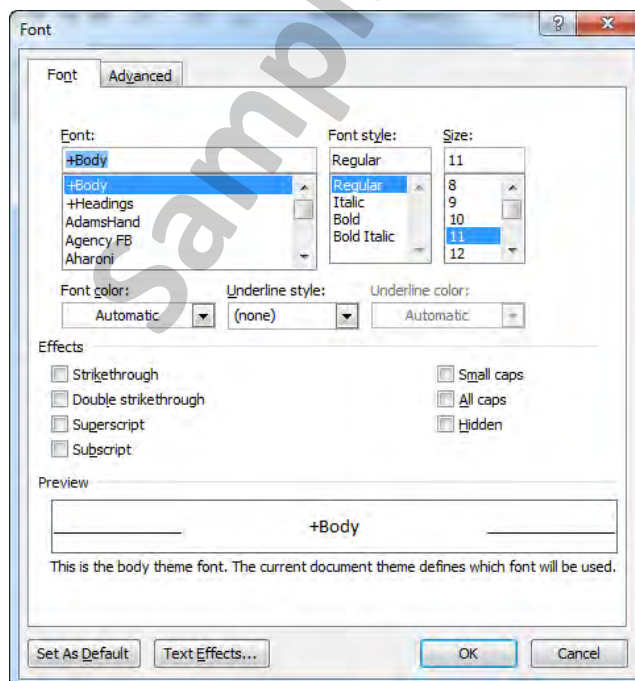 Font
Font Advanced
Font: Font style: Size:
+Body Regular 11
+Body Regular 8
+Headings Italic 9
AdamsHand Bold 10
Agency FB Bold Italic 11
Aharoni 12
Font color: Underline style: Underline color:
Automatic (none) Automatic
Effects
Strikethrough Small caps
Double strikethrough All caps
Superscript Hidden
Subscript
Preview
+Body
This is the body theme font. The current document theme defines which font will be used.
Set As Default Text Effects... OK Cancel
Sampl